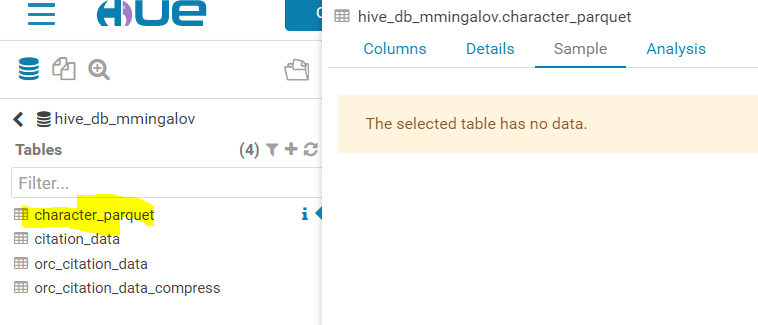 HUE
C
hive_db_mmingalov
Tables (4)
Filter...
character_parquet
citation_data
orc_citation_data
orc_citation_data_compress
hive_db_mmingalov.character_parquet
Columns Details Sample Analysis
The selected table has no data.